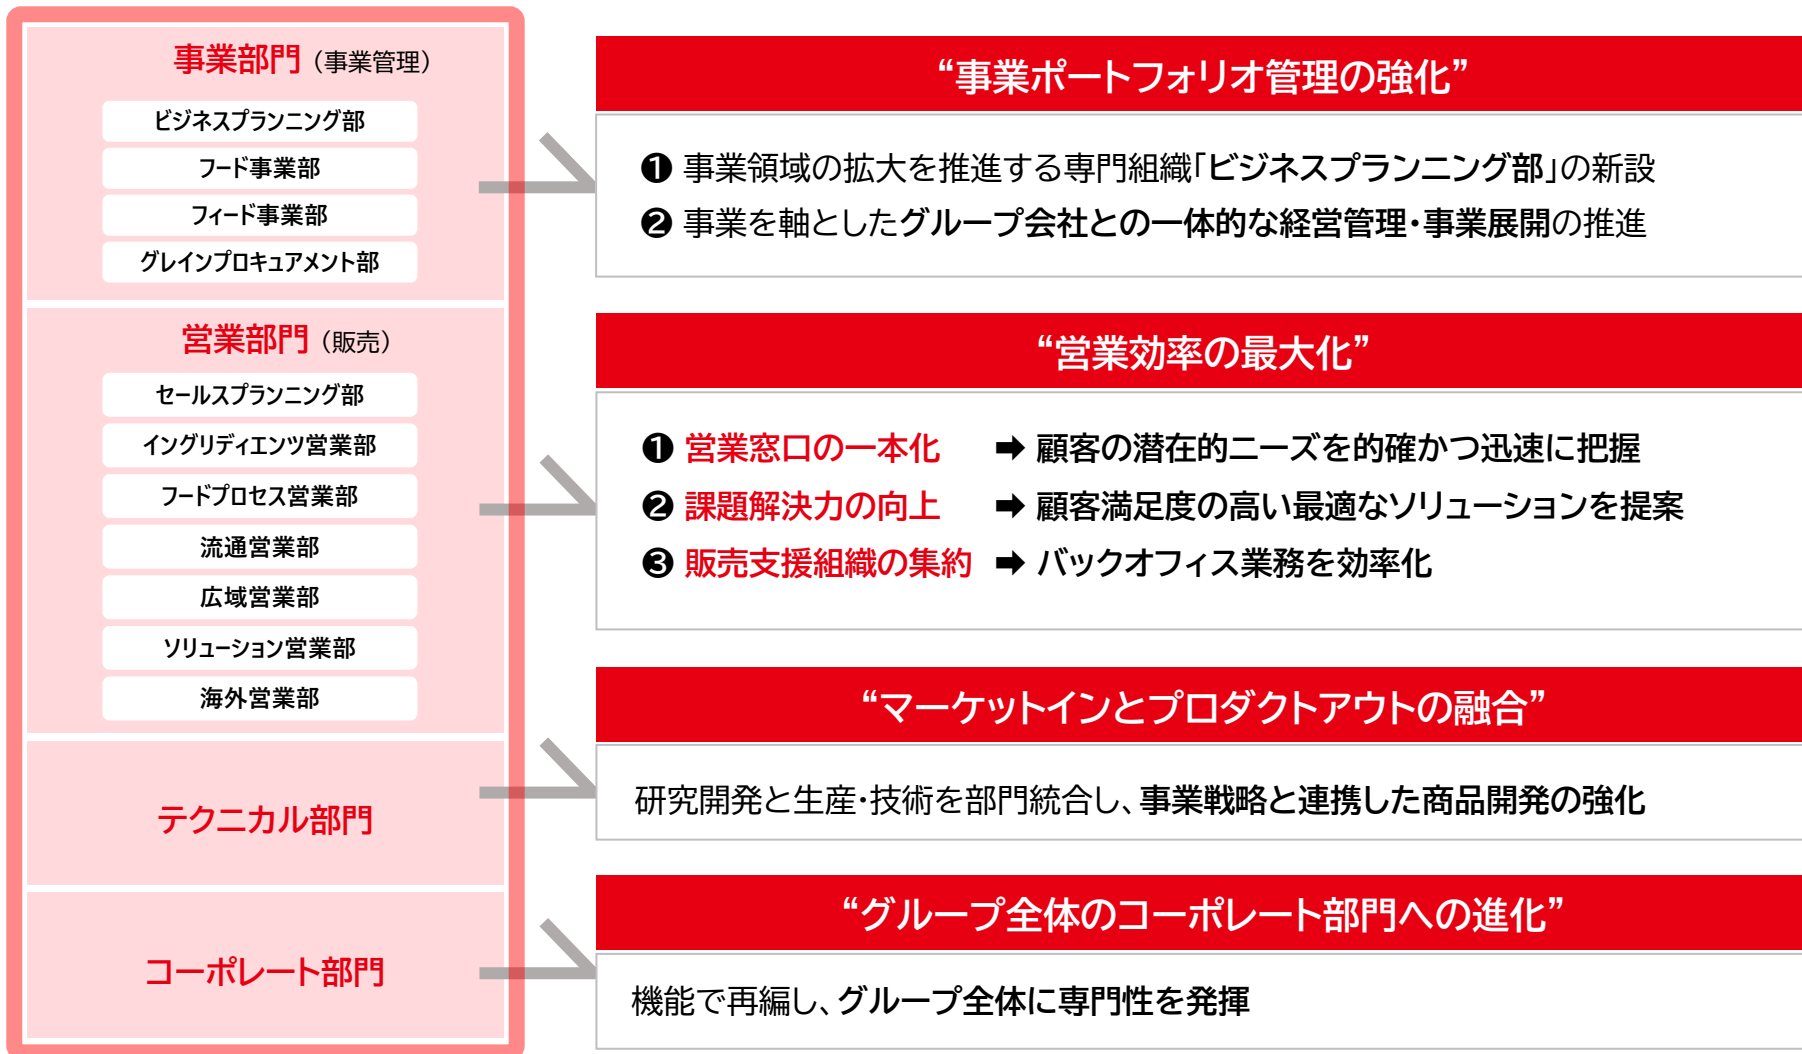 事業部門（事業管理）
ビジネスプランニング部
フード事業部
フィード事業部
グレインプロキュアメント部
“事業ポートフォリオ管理の強化”
❶ 事業領域の拡大を推進する専門組織「ビジネスプランニング部」の新設
❷ 事業を軸としたグループ会社との一体的な経営管理・事業展開の推進
営業部門（販売）
セールスプランニング部
イングリディエンツ営業部
フードプロセス営業部
流通営業部
広域営業部
ソリューション営業部
海外営業部
“営業効率の最大化”
❶ 営業窓口の一本化 ➡ 顧客の潜在的ニーズを的確かつ迅速に把握
❷ 課題解決力の向上 ➡ 顧客満足度の高い最適なソリューションを提案
❸ 販売支援組織の集約 ➡ バックオフィス業務を効率化
テクニカル部門
“マーケットインとプロダクトアウトの融合”
研究開発と生産・技術を部門統合し、事業戦略と連携した商品開発の強化
コーポレート部門
“グループ全体のコーポレート部門への進化”
機能で再編し、グループ全体に専門性を発揮